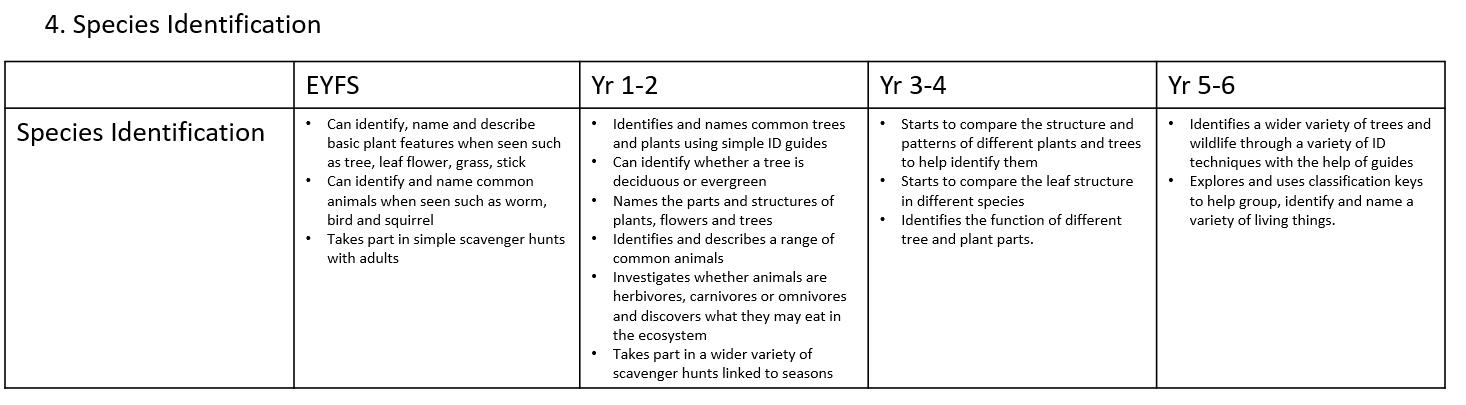 4. Species Identification
EYFS
Yr 1-2
Yr 3-4
Yr 5-6
Species Identification
• Can identify, name and describe
basic plant features when seen such
as tree, leaf flower, grass, stick
• Can identify and name common
animals when seen such as worm,
bird and squirrel
• Takes part in simple scavenger hunts
with adults
• Identifies and names common trees
and plants using simple ID guides
• Can identify whether a tree is
deciduous or evergreen
• Names the parts and structures of
plants, flowers and trees
• Identifies and describes a range of
common animals
• Investigates whether animals are
herbivores, carnivores or omnivores
and discovers what they may eat in
the ecosystem
• Takes part in a wider variety of
scavenger hunts linked to seasons
• Starts to compare the structure and
patterns of different plants and trees
to help identify them
• Starts to compare the leaf structure
in different species
• Identifies the function of different
tree and plant parts.
• Identifies a wider variety of trees and
wildlife through a variety of ID
techniques with the help of guides
• Explores and uses classification keys
to help group, identify and name a
variety of living things.